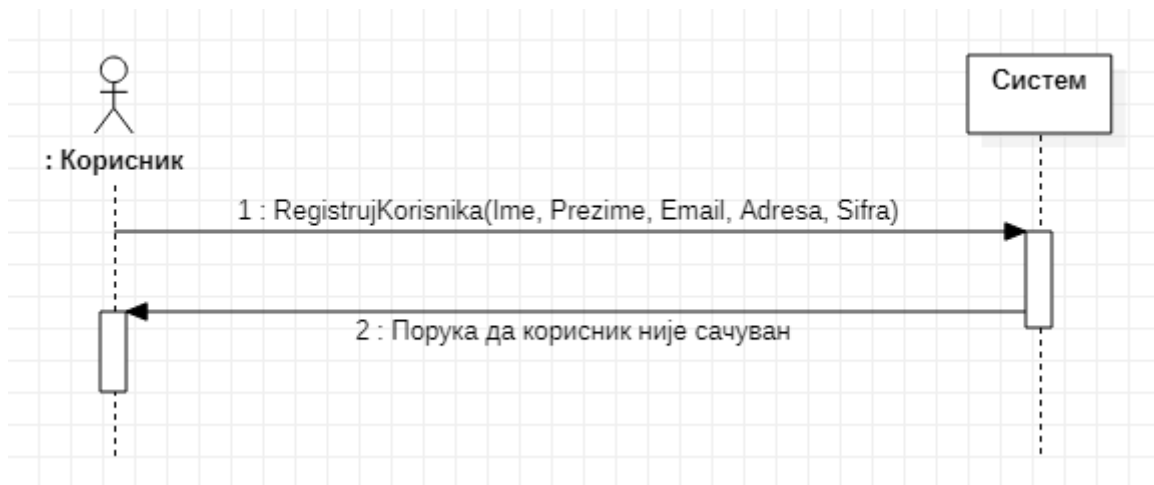 Систем
: Корисник
1 : RegistrujKorisnika(Ime, Prezime, Email, Adresa, Sifra)
2 : Порука да корисник није сачуван